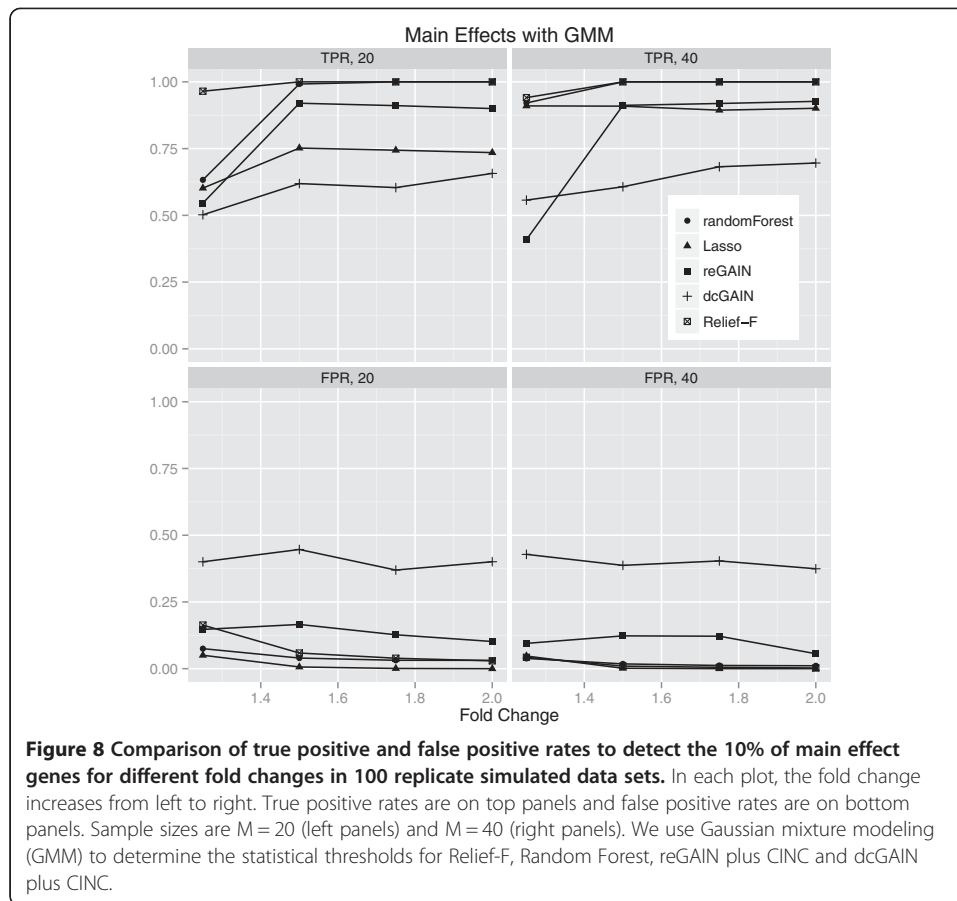 Main Effects with GMM
TPR, 20
TPR, 40
1.00
0.75
0.50
0.25
0.00
randomForest
Lasso
reGAIN
dcGAIN
Relief−F
FPR, 20
FPR, 40
1.00
0.75
0.50
0.25
0.00
1.4 1.6 1.8 2.0
1.4 1.6 1.8 2.0
Fold Change
Figure 8 Comparison of true positive and false positive rates to detect the 10% of main effect
genes for different fold changes in 100 replicate simulated data sets. In each plot, the fold change
increases from left to right. True positive rates are on top panels and false positive rates are on bottom
panels. Sample sizes are M = 20 (left panels) and M = 40 (right panels). We use Gaussian mixture modeling
(GMM) to determine the statistical thresholds for Relief-F, Random Forest, reGAIN plus CINC and dcGAIN
plus CINC.